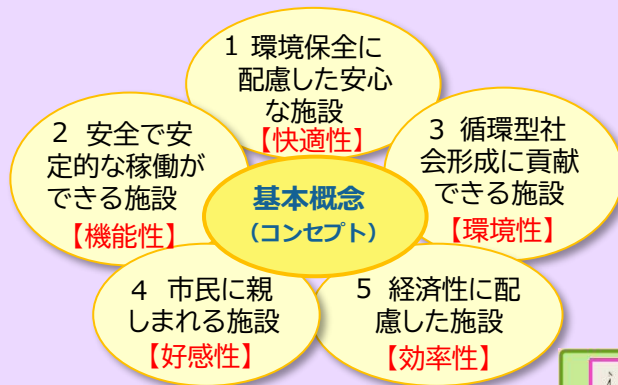 1 環境保全に
配慮した安心
な施設
【快適性】
2 安全で安
定的な稼働が
できる施設
【機能性】
3 循環型社
会形成に貢献
できる施設
【環境性】
基本概念
（コンセプト）
4 市民に親
しまれる施設
【好感性】
5 経済性に配
慮した施設
【効率性】